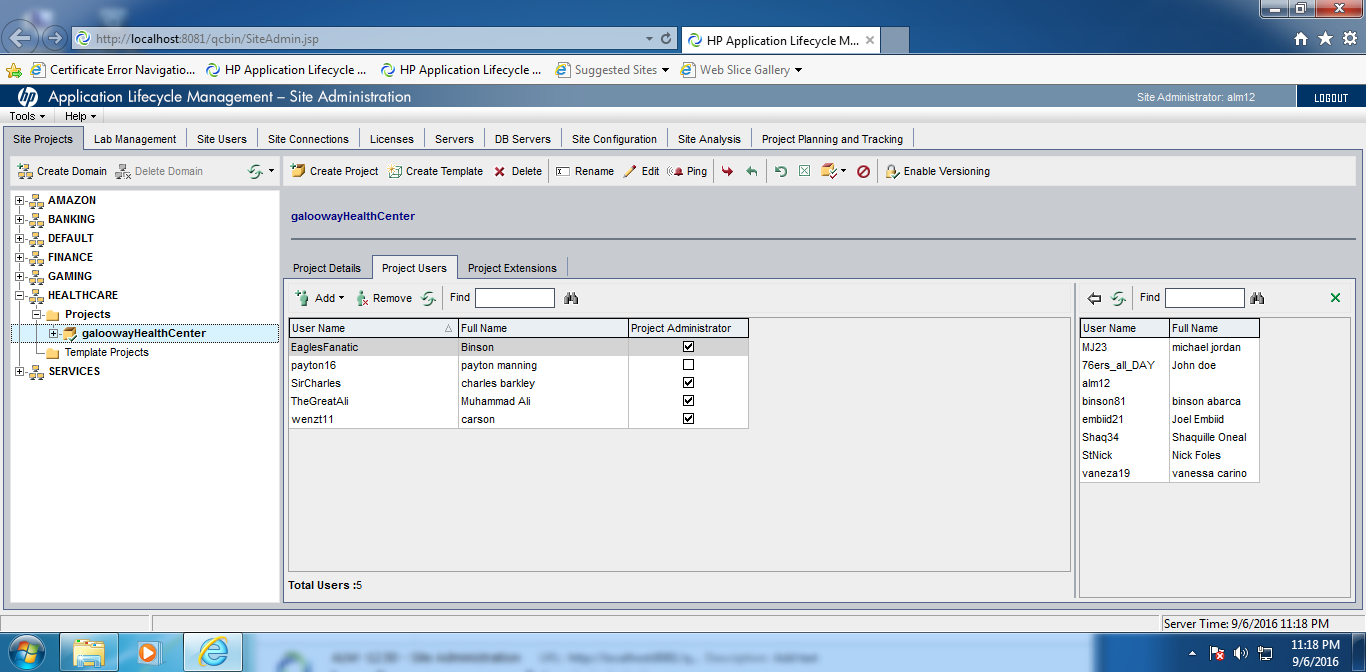 http://localhost:8081/qcbin/SiteAdmin.jsp
HP Application Lifecycle M...
Certificate Error Navigatio... HP Application Lifecycle ... HP Application Lifecycle ... Suggested Sites Web Slice Gallery
hp Application Lifecycle Management – Site Administration Site Administrator: alm12 LOGOUT
Tools Help
Site Projects Lab Management Site Users Site Connections Licenses Servers DB Servers Site Configuration Site Analysis Project Planning and Tracking
Create Domain Delete Domain Create Project Create Template Delete Rename Edit Ping Enable Versioning
AMAZON
BANKING
DEFAULT
FINANCE
GAMING
HEALTHCARE
Projects
galoowayHealthCenter
Template Projects
SERVICES
galoowayHealthCenter
Project Details Project Users Project Extensions
Add Remove Find
User Name Full Name Project Administrator
EaglesFanatic Binson
payton16 payton manning
SirCharles charles barkley
TheGreatAli Muhammad Ali
wenzt11 carson
Total Users :5
Find
User Name Full Name
MJ23 michael jordan
76ers_all_DAY John doe
alm12
binson81 binson abarca
embiid21 Joel Embiid
Shaq34 Shaquille Oneal
StNick Nick Foles
vaneza19 vanessa carino
Server Time: 9/6/2016 11:18 PM
11:18 PM
9/6/2016